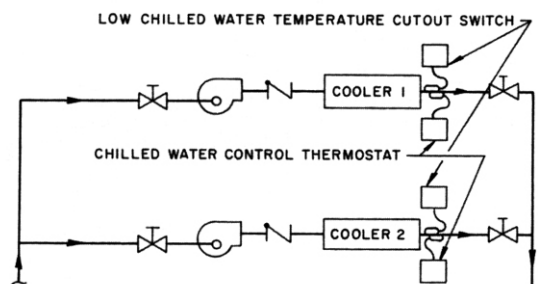 LOW CHILLED WATER TEMPERATURE CUTOUT SWITCH
COOLER 1
CHILLED WATER CONTROL THERMOSTAT
COOLER 2